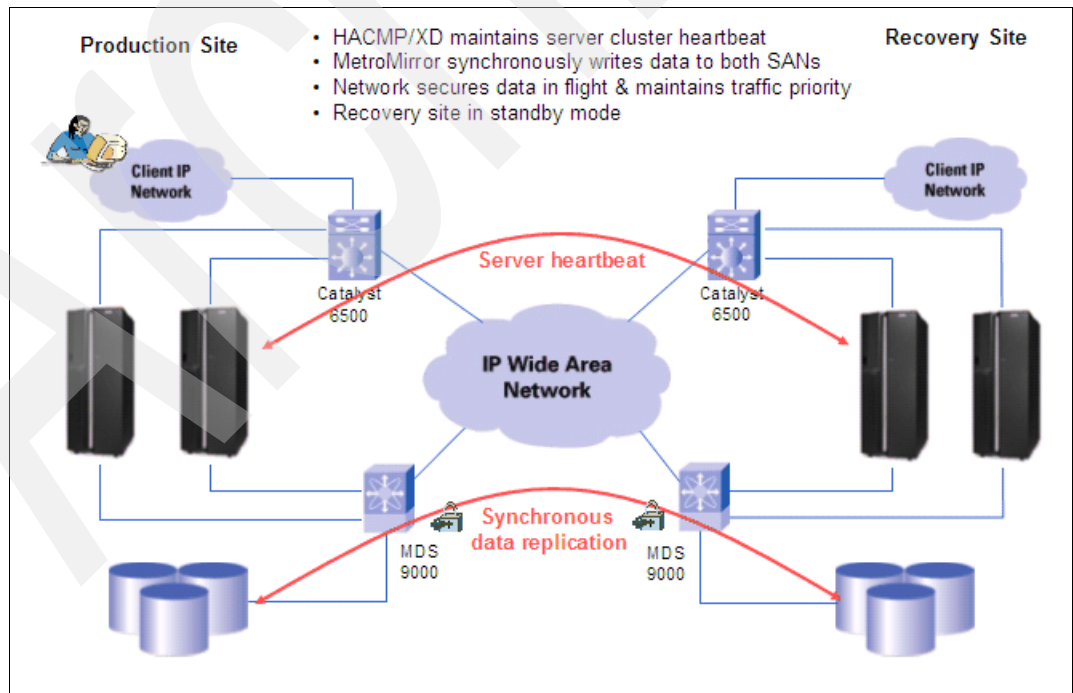 Production Site
• HACMP/XD maintains server cluster heartbeat
• MetroMirror synchronously writes data to both SANs
• Network secures data in flight & maintains traffic priority
• Recovery site in standby mode
Recovery Site
Client IP
Network
Client IP
Network
Server heartbeat
Catalyst
6500
Catalyst
6500
IP Wide Area
Network
Synchronous
data replication
MDS
9000
MDS
9000